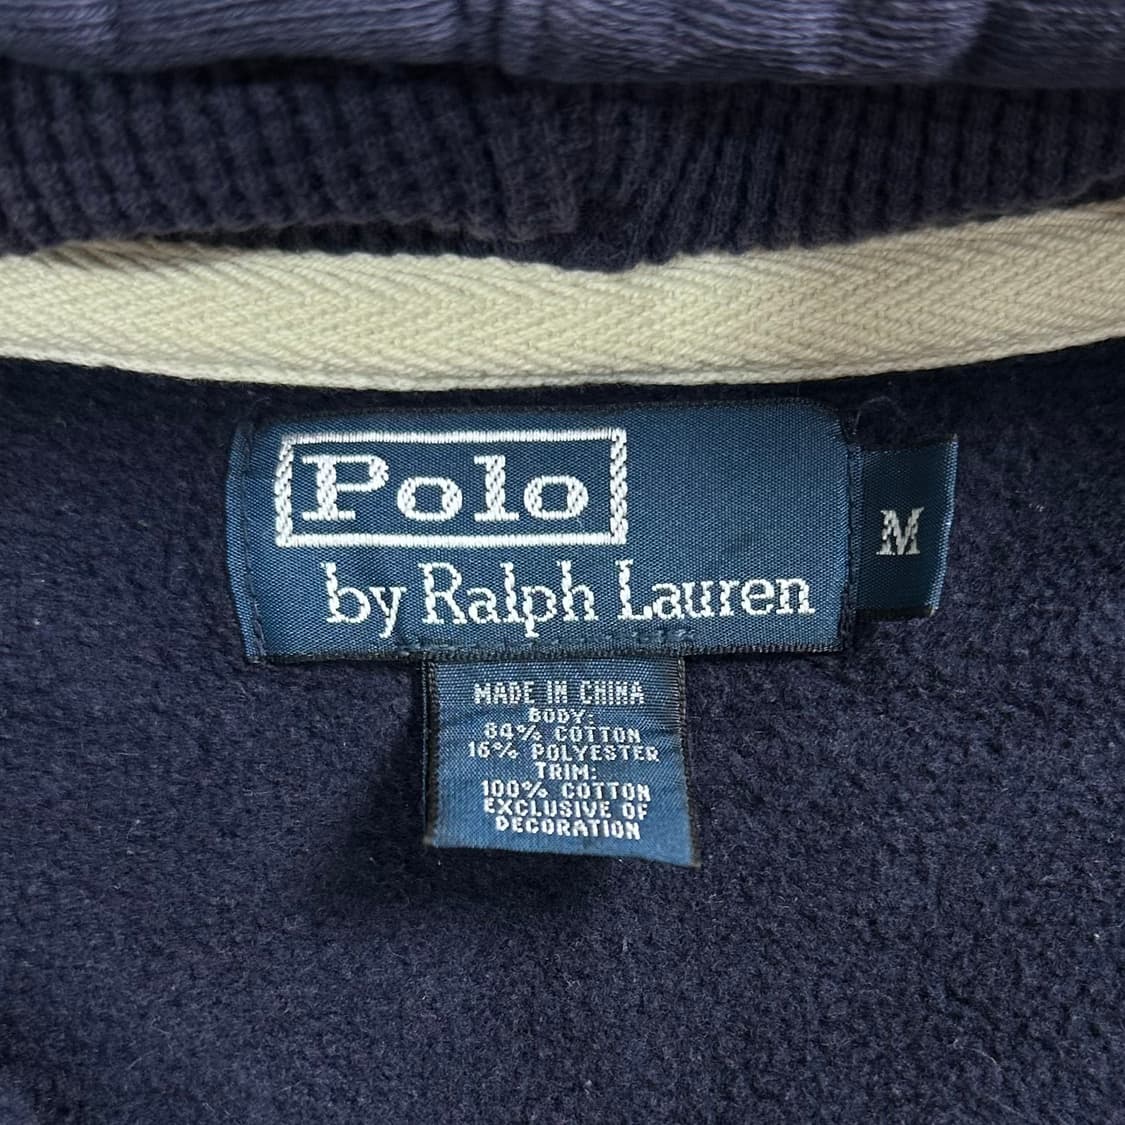 Polo
by Ralph Lauren
M
MADE IN CHINA
BODY:
84% COTTON
16% POLYESTER
TRIM:
100% COTTON
EXCLUSIVE OF
DECORATION